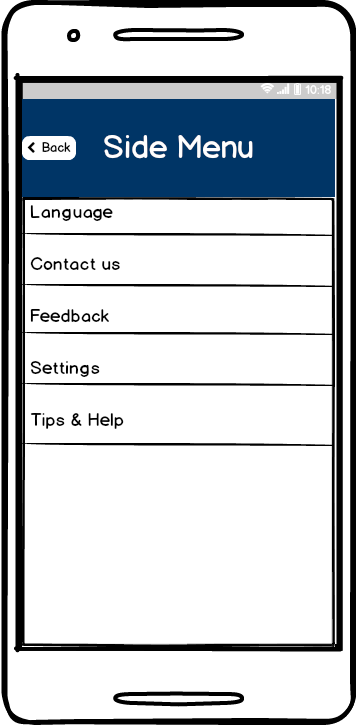 10:18
Back
Side Menu
Language
Contact us
Feedback
Settings
Tips & Help